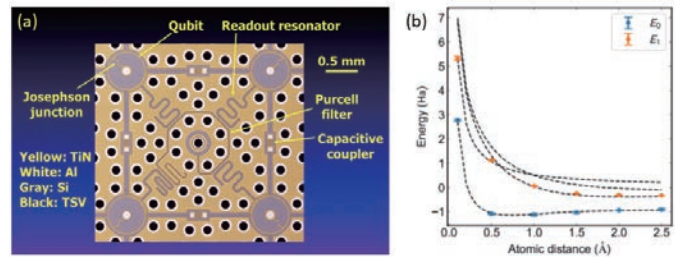 (a)
Qubit
Readout resonator
0.5 mm
Josephson
junction
Purcell
filter
Capacitive
coupler
Yellow: TiN
White: Al
Gray: Si
Black: TSV
(b)
E₀
E₁
Energy (Ha)
7
6
5
4
3
2
1
0
−1
0.0 0.5 1.0 1.5 2.0 2.5
Atomic distance (Å)